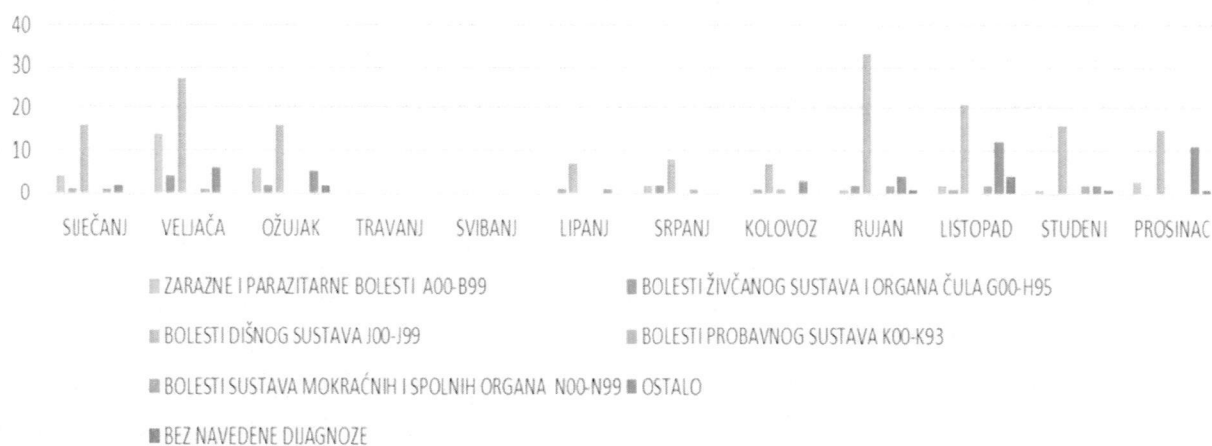 40
30
20
10
0
SIJEČANJ VELJAČA OŽUJAK TRAVANJ SVIBANJ LIPANJ SRPANJ KOLOVOZ RUJAN LISTOPAD STUDENI PROSINAC
ZARAZNE I PARAZITARNE BOLESTI A00-B99 BOLESTI ŽIVČANOG SUSTAVA I ORGANA ČULA G00-H95
BOLESTI DIŠNOG SUSTAVA J00-J99 BOLESTI PROBAVNOG SUSTAVA K00-K93
BOLESTI SUSTAVA MOKRAĆNIH I SPOLNIH ORGANA N00-N99 OSTALO
BEZ NAVEDENE DIJAGNOZE